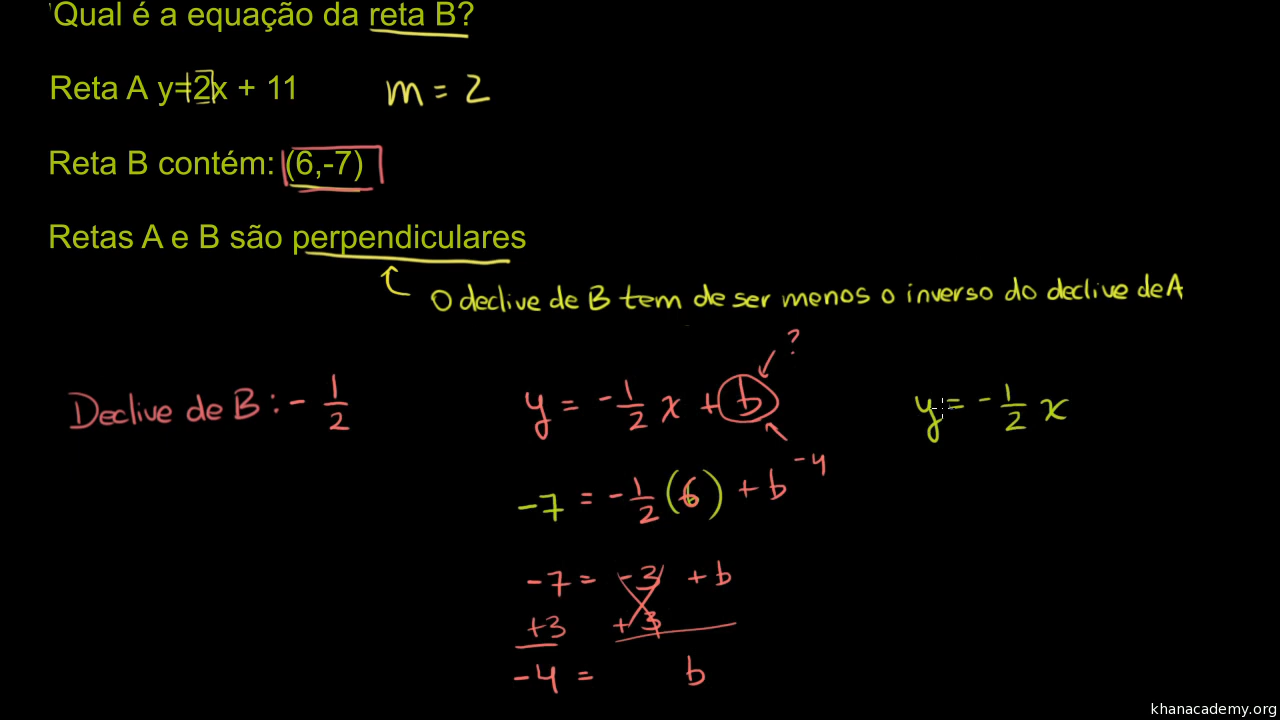 Qual é a equação da reta B?
Reta A y=2x + 11 m = 2
Reta B contém: (6,-7)
Retas A e B são perpendiculares
O declive de B tem de ser menos o inverso do declive de A
?
Declive de B: - 1/2 y = -1/2 x + b y = -1/2 x
-4
-7 = -1/2 (6) + b
-7 = -3 + b
+3 +3
-4 = b
khanacademy.org